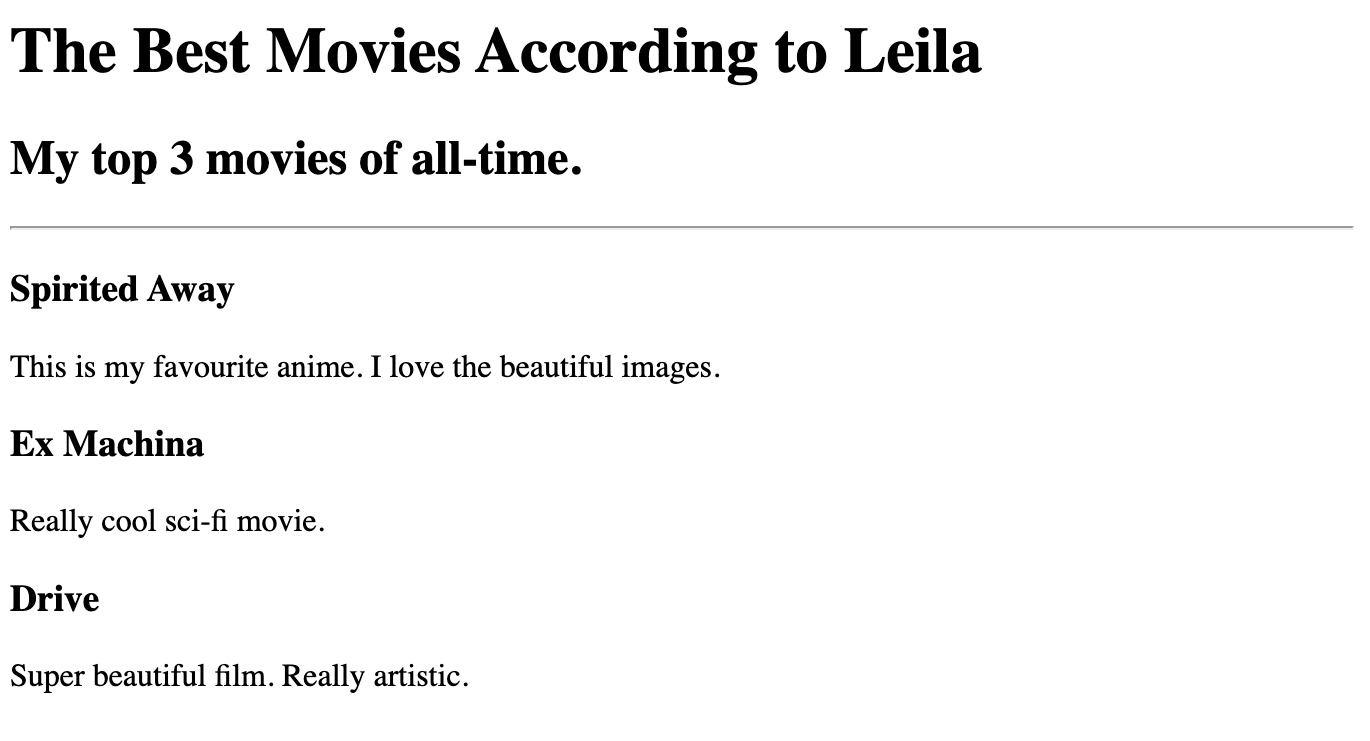 The Best Movies According to Leila
My top 3 movies of all-time.
Spirited Away
This is my favourite anime. I love the beautiful images.
Ex Machina
Really cool sci-fi movie.
Drive
Super beautiful film. Really artistic.